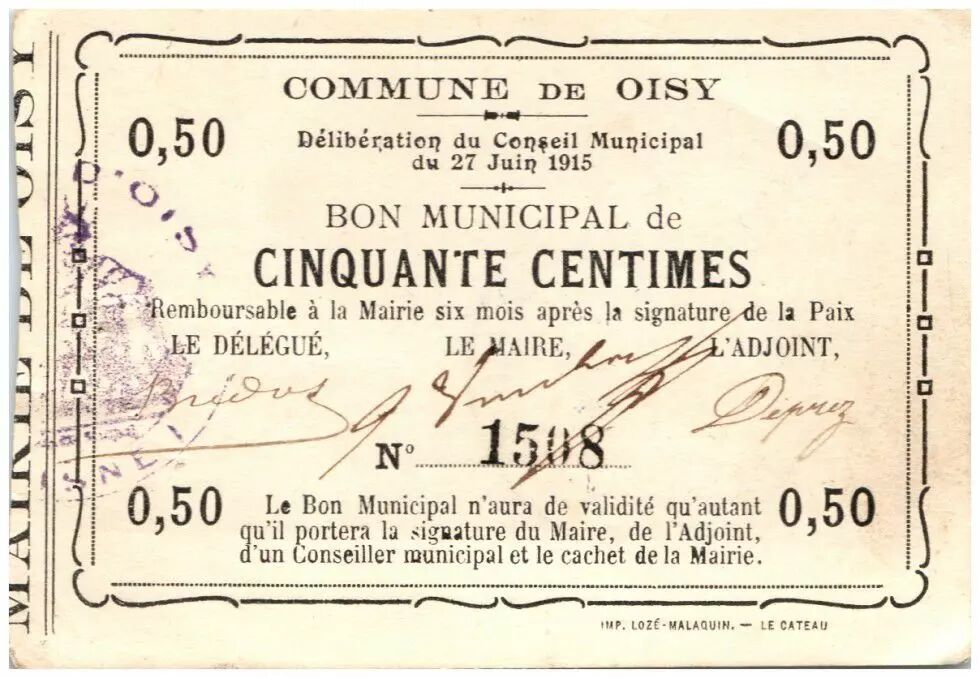 COMMUNE DE OISY
0,50
Délibération du Conseil Municipal
du 27 Juin 1915
0,50
D'OISY
BON MUNICIPAL de
CINQUANTE CENTIMES
Remboursable à la Mairie six mois après la signature de la Paix
LE DÉLÉGUÉ, LE MAIRE, L'ADJOINT,
Deprez
N° 1508
0,50
Le Bon Municipal n'aura de validité qu'autant
qu'il portera la signature du Maire, de l'Adjoint,
d'un Conseiller municipal et le cachet de la Mairie.
0,50
IMP. LOZÉ-MALAQUIN. — LE CATEAU
MAIRIE DE OISY